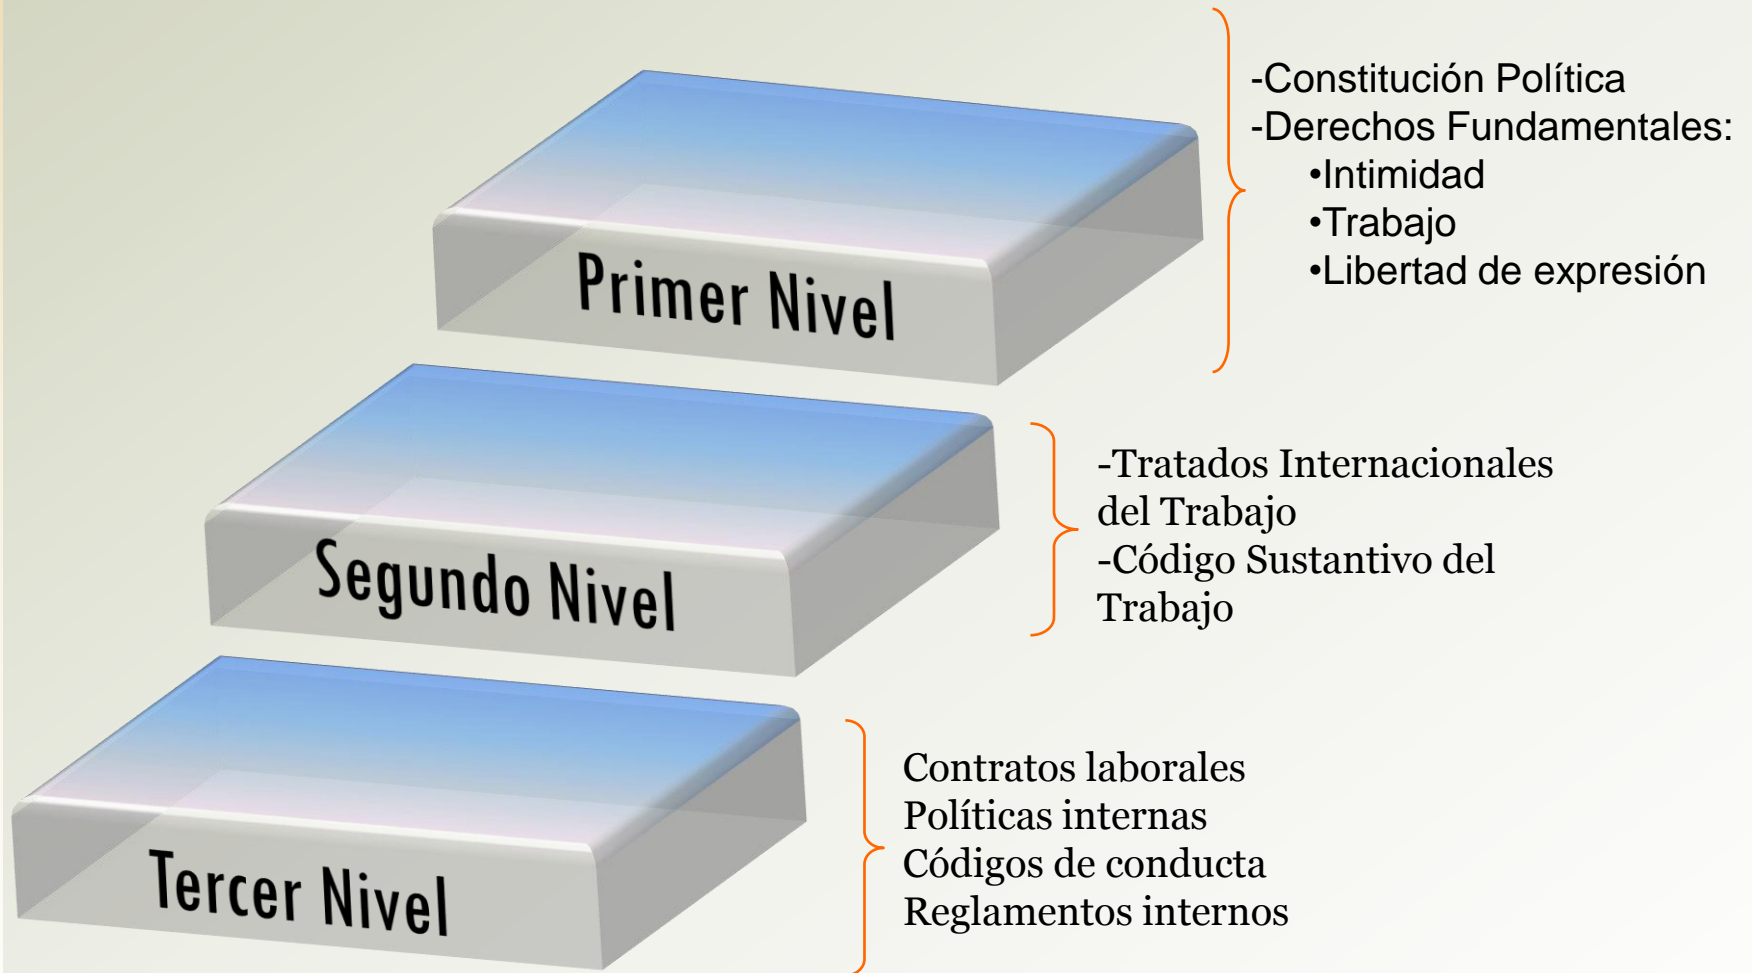 -Constitución Política
-Derechos Fundamentales:
•Intimidad
•Trabajo
•Libertad de expresión
Primer Nivel
-Tratados Internacionales
del Trabajo
-Código Sustantivo del
Trabajo
Segundo Nivel
Contratos laborales
Políticas internas
Códigos de conducta
Reglamentos internos
Tercer Nivel